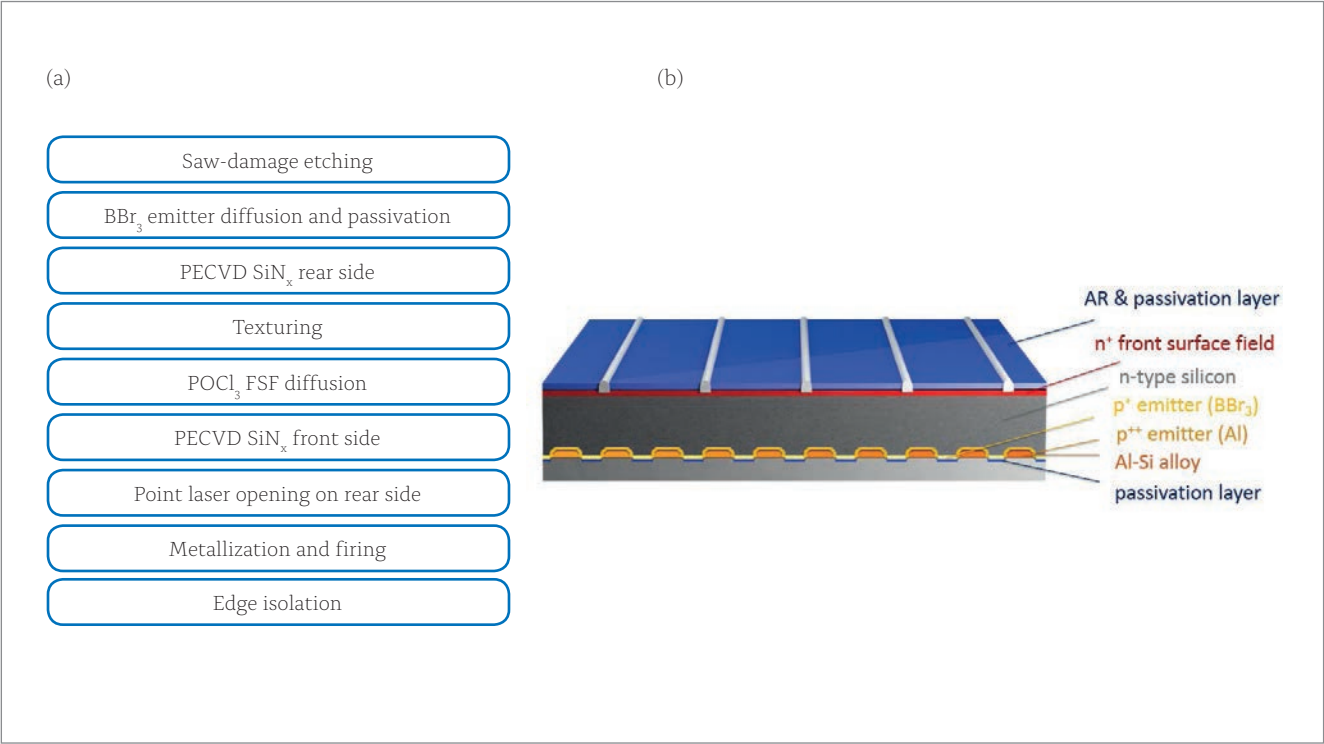 (a)
Saw-damage etching
BBr₃ emitter diffusion and passivation
PECVD SiNₓ rear side
Texturing
POCl₃ FSF diffusion
PECVD SiNₓ front side
Point laser opening on rear side
Metallization and firing
Edge isolation
(b)
AR & passivation layer
n⁺ front surface field
n-type silicon
p⁺ emitter (BBr₃)
p⁺⁺ emitter (Al)
Al-Si alloy
passivation layer